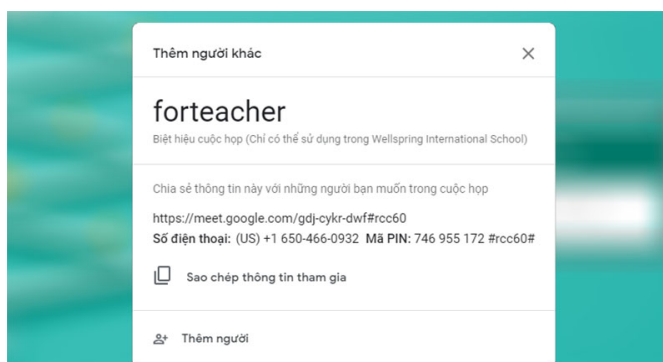 Thêm người khác
forteacher
Biệt hiệu cuộc họp (Chỉ có thể sử dụng trong Wellspring International School)
Chia sẻ thông tin này với những người bạn muốn trong cuộc họp
https://meet.google.com/gdj-cykr-dwf#rcc60
Số điện thoại: (US) +1 650-466-0932 Mã PIN: 746 955 172 #rcc60#
Sao chép thông tin tham gia
Thêm người